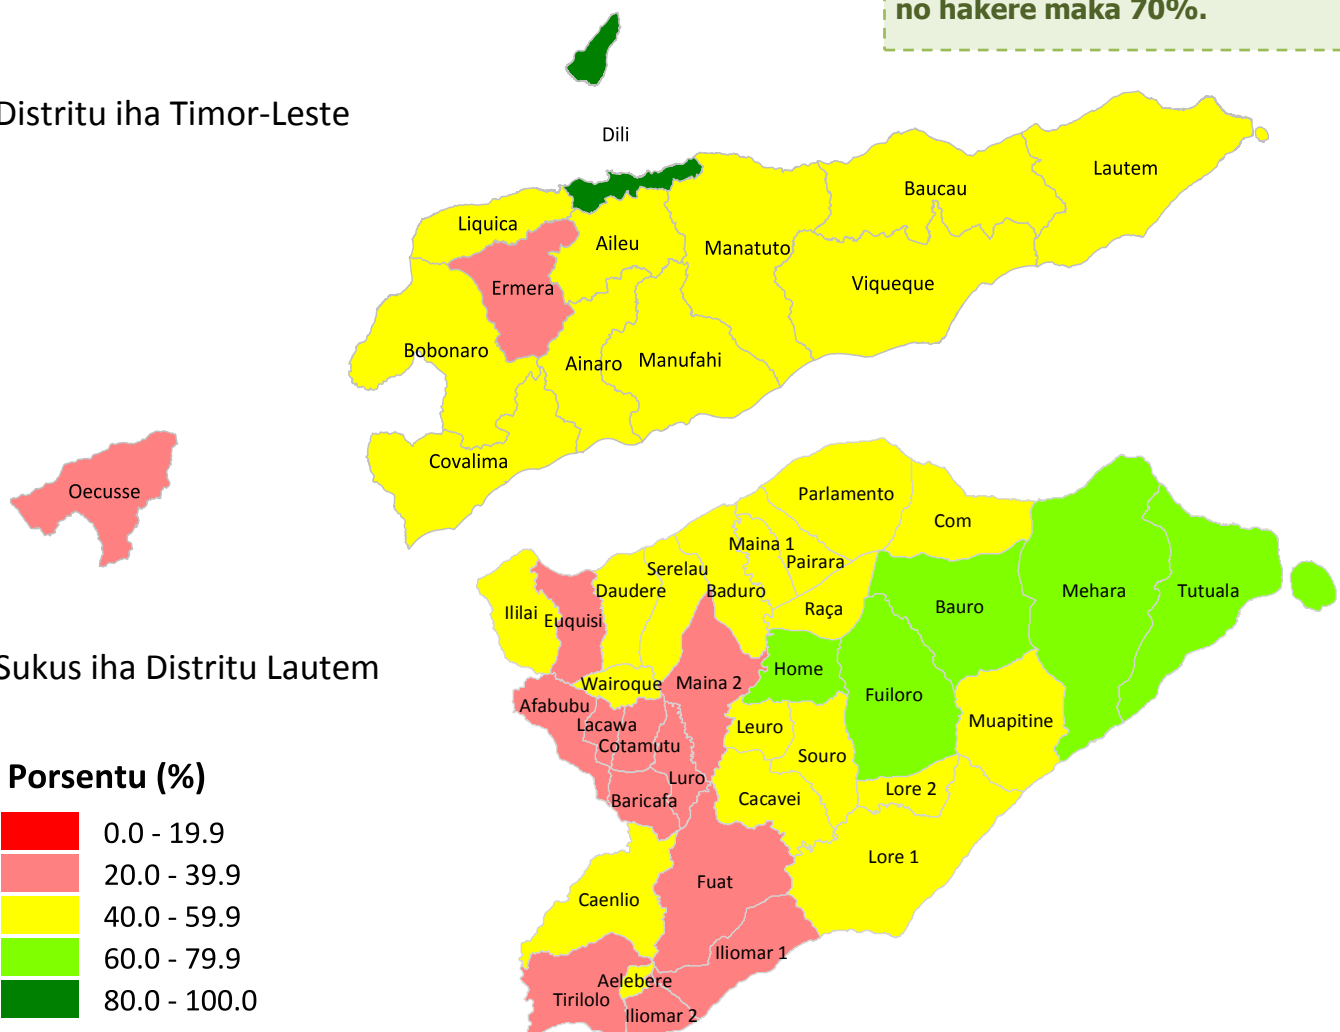 no hakere maka 70%.
Distritu iha Timor-Leste
Dili
Lautem
Baucau
Liquica
Aileu
Manatuto
Viqueque
Ermera
Bobonaro
Ainaro
Manufahi
Covalima
Oecusse
Parlamento
Com
Maina 1
Pairara
Serelau
Daudere
Baduro
Mehara
Tutuala
Bauro
Raça
Ililai
Euquisi
Sukus iha Distritu Lautem
Home
Wairoque
Maina 2
Fuiloro
Afabubu
Lacawa
Leuro
Muapitine
Cotamutu
Souro
Luro
Lore 2
Baricafa
Cacavei
Lore 1
Fuat
Caenlio
Iliomar 1
Aelebere
Tirilolo
Iliomar 2
Porsentu (%)
0.0 - 19.9
20.0 - 39.9
40.0 - 59.9
60.0 - 79.9
80.0 - 100.0